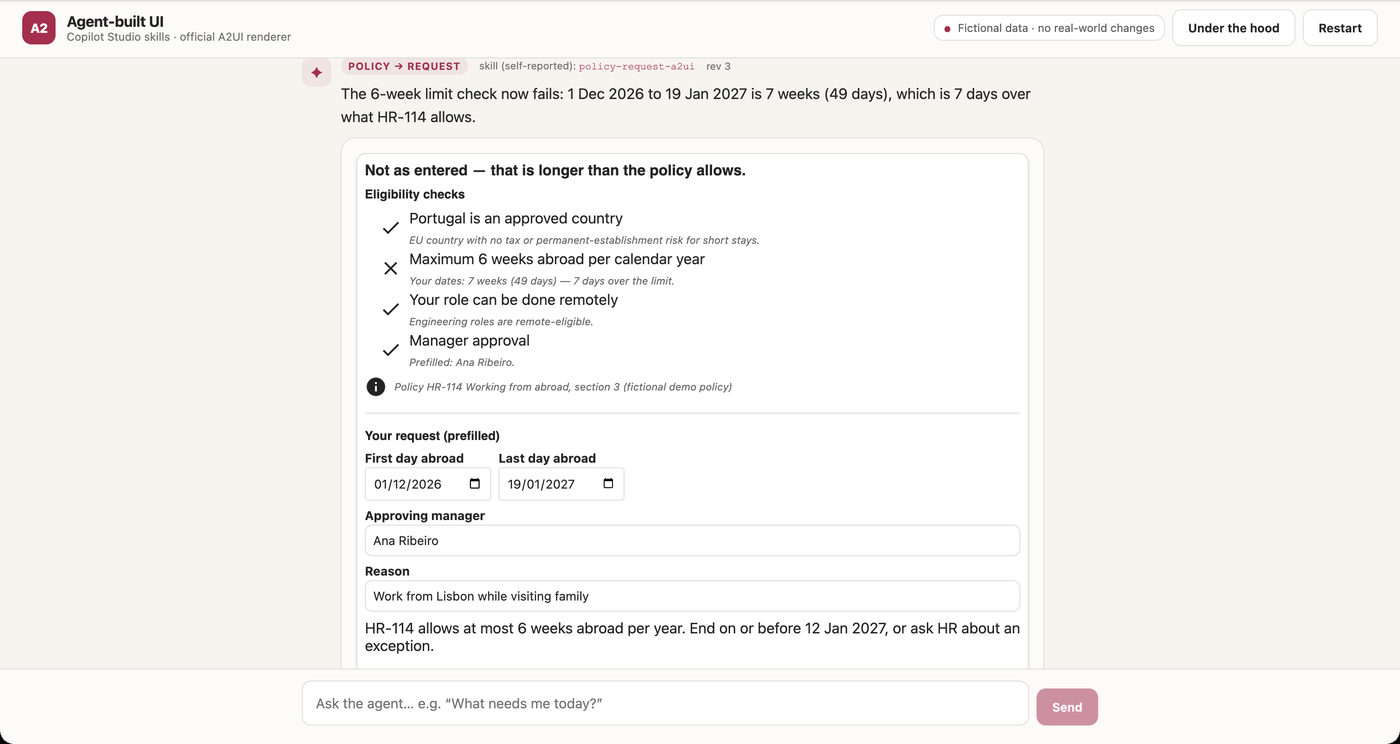 A2
Agent-built UI
Copilot Studio skills · official A2UI renderer
Fictional data · no real-world changes
Under the hood
Restart
POLICY → REQUEST
skill (self-reported): policy-request-a2ui
rev 3
The 6-week limit check now fails: 1 Dec 2026 to 19 Jan 2027 is 7 weeks (49 days), which is 7 days over
what HR-114 allows.
Not as entered — that is longer than the policy allows.
Eligibility checks
Portugal is an approved country
EU country with no tax or permanent-establishment risk for short stays.
Maximum 6 weeks abroad per calendar year
Your dates: 7 weeks (49 days) — 7 days over the limit.
Your role can be done remotely
Engineering roles are remote-eligible.
Manager approval
Prefilled: Ana Ribeiro.
Policy HR-114 Working from abroad, section 3 (fictional demo policy)
Your request (prefilled)
First day abroad
Last day abroad
01/12/2026
19/01/2027
Approving manager
Ana Ribeiro
Reason
Work from Lisbon while visiting family
HR-114 allows at most 6 weeks abroad per year. End on or before 12 Jan 2027, or ask HR about an
exception.
Ask the agent... e.g. “What needs me today?”
Send